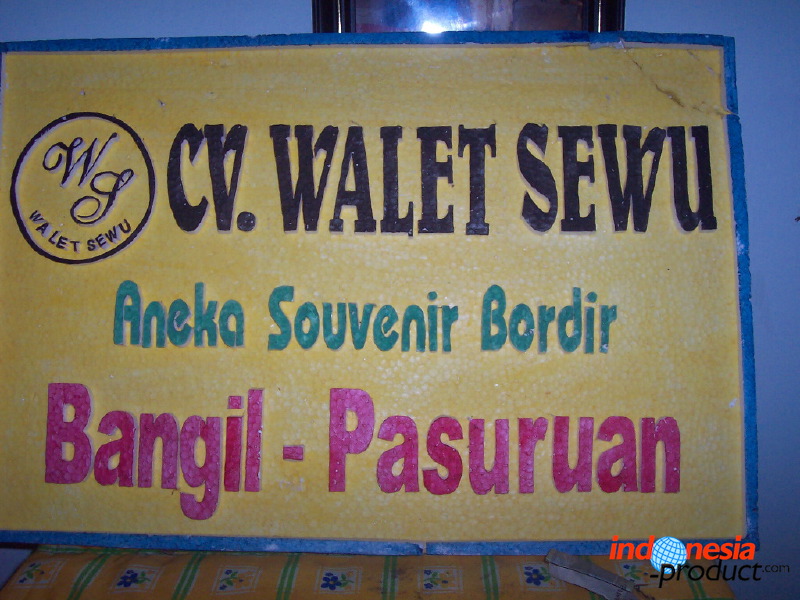 WS
WALET SEWU
CV. WALET SEWU
Aneka Souvenir Bordir
Bangil - Pasuruan
indonesia
-product.com